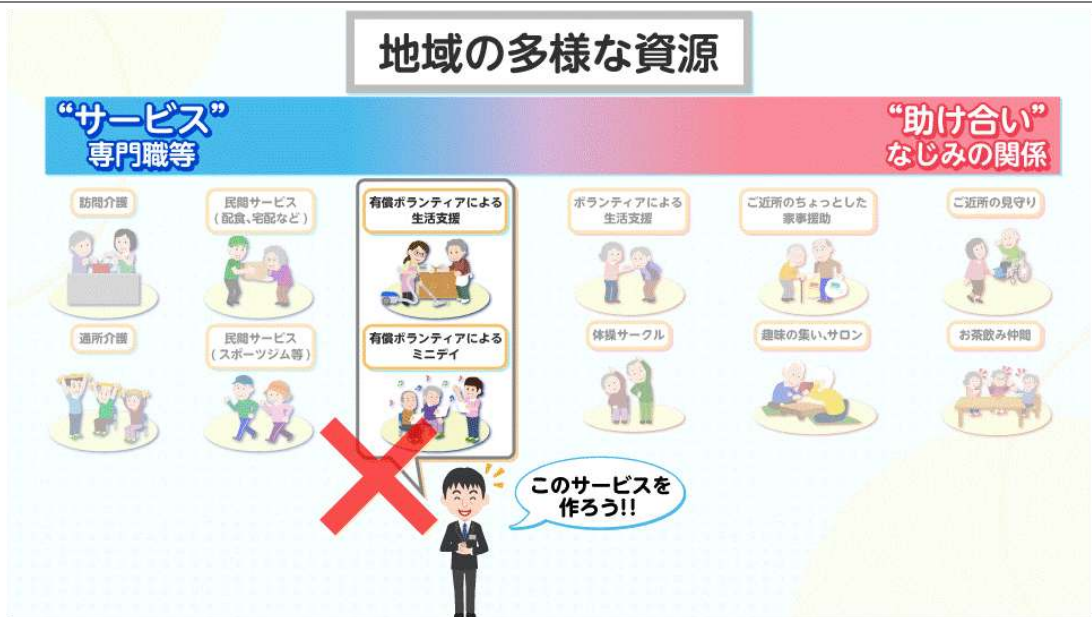 地域の多様な資源
“サービス”
専門職等
“助け合い”
なじみの関係
訪問介護
民間サービス
(配食、宅配など)
有償ボランティアによる
生活支援
ボランティアによる
生活支援
ご近所のちょっとした
家事援助
ご近所の見守り
通所介護
民間サービス
(スポーツジム等)
有償ボランティアによる
ミニデイ
体操サークル
趣味の集い、サロン
お茶飲み仲間
このサービスを
作ろう!!